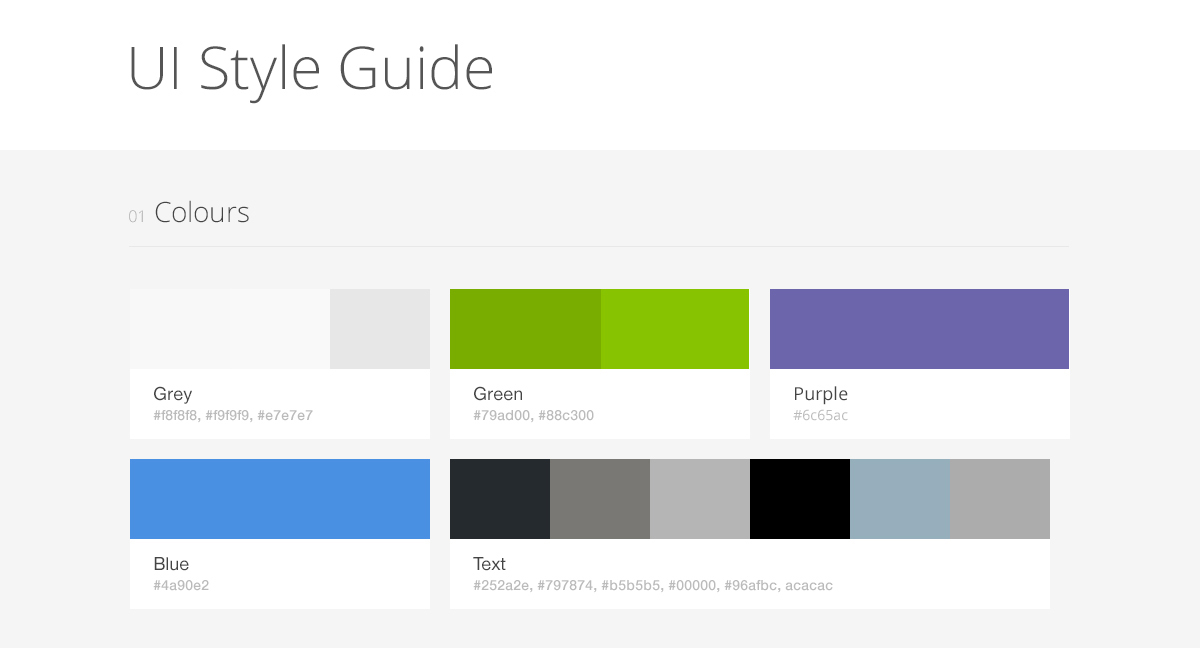 UI Style Guide
01 Colours
Grey
#f8f8f8, #f9f9f9, #e7e7e7
Green
#79ad00, #88c300
Purple
#6c65ac
Blue
#4a90e2
Text
#252a2e, #797874, #b5b5b5, #00000, #96afbc, acacac